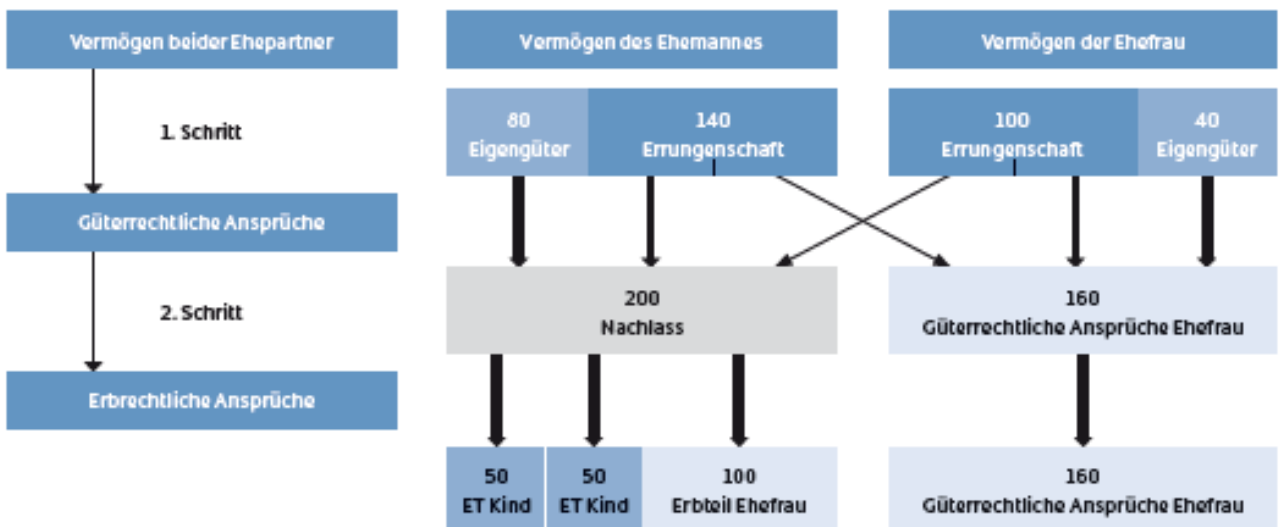 Vermögen beider Ehepartner
Vermögen des Ehemannes
Vermögen der Ehefrau
1. Schritt
80
Eigengüter
140
Errungenschaft
100
Errungenschaft
40
Eigengüter
Güterrechtliche Ansprüche
2. Schritt
200
Nachlass
160
Güterrechtliche Ansprüche Ehefrau
Erbrechtliche Ansprüche
50
ET Kind
50
ET Kind
100
Erbteil Ehefrau
160
Güterrechtliche Ansprüche Ehefrau